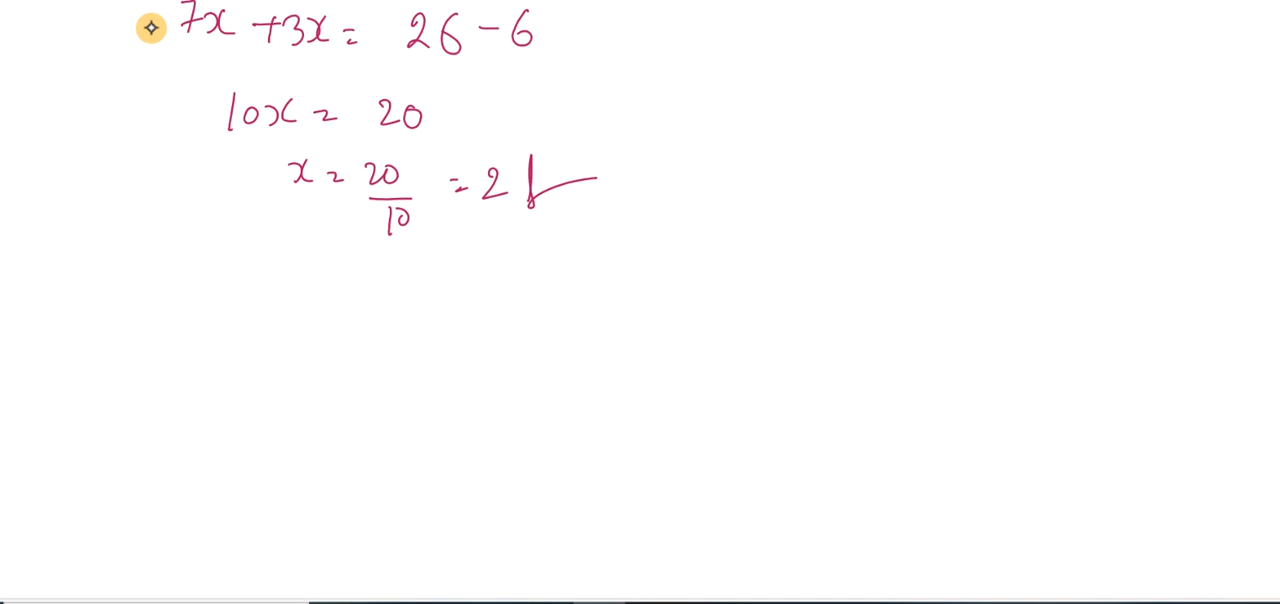 7x + 3x = 26 - 6
10x = 20
x = 20/10 = 2